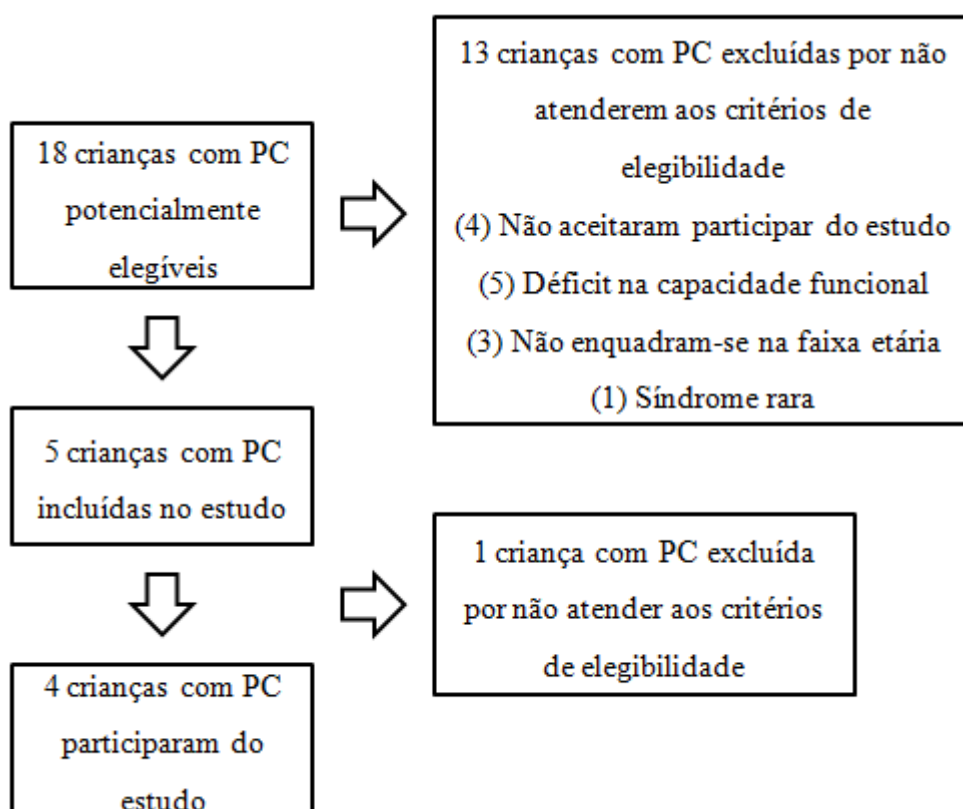 18 crianças com PC
potencialmente
elegíveis
13 crianças com PC excluídas por não
atenderem aos critérios de
elegibilidade
(4) Não aceitaram participar do estudo
(5) Déficit na capacidade funcional
(3) Não enquadram-se na faixa etária
(1) Síndrome rara
5 crianças com PC
incluídas no estudo
1 criança com PC excluída
por não atender aos critérios
de elegibilidade
4 crianças com PC
participaram do
estudo